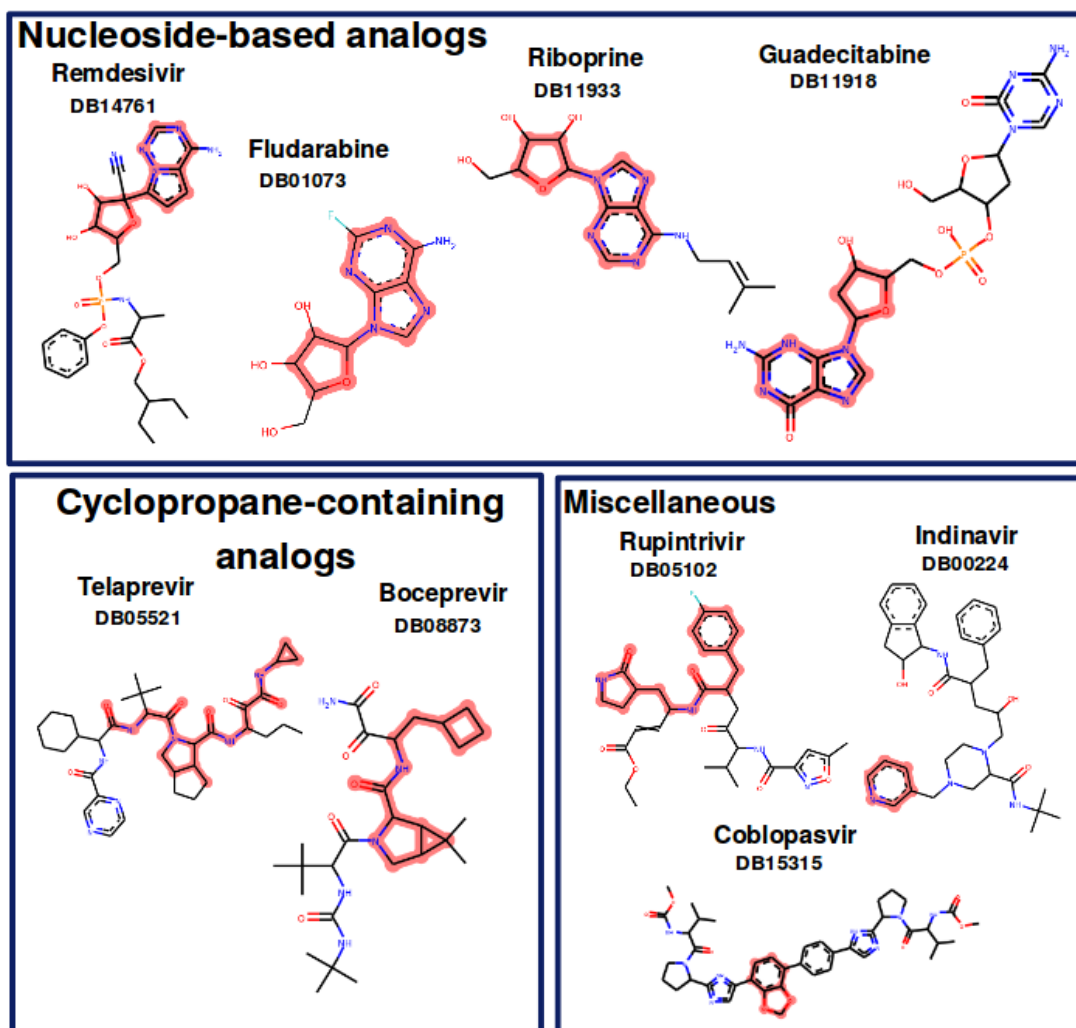 Nucleoside-based analogs
Remdesivir
DB14761
Fludarabine
DB01073
Riboprine
DB11933
Guadecitabine
DB11918
Cyclopropane-containing
analogs
Telaprevir
DB05521
Boceprevir
DB08873
Miscellaneous
Rupintrivir
DB05102
Indinavir
DB00224
Coblopasvir
DB15315